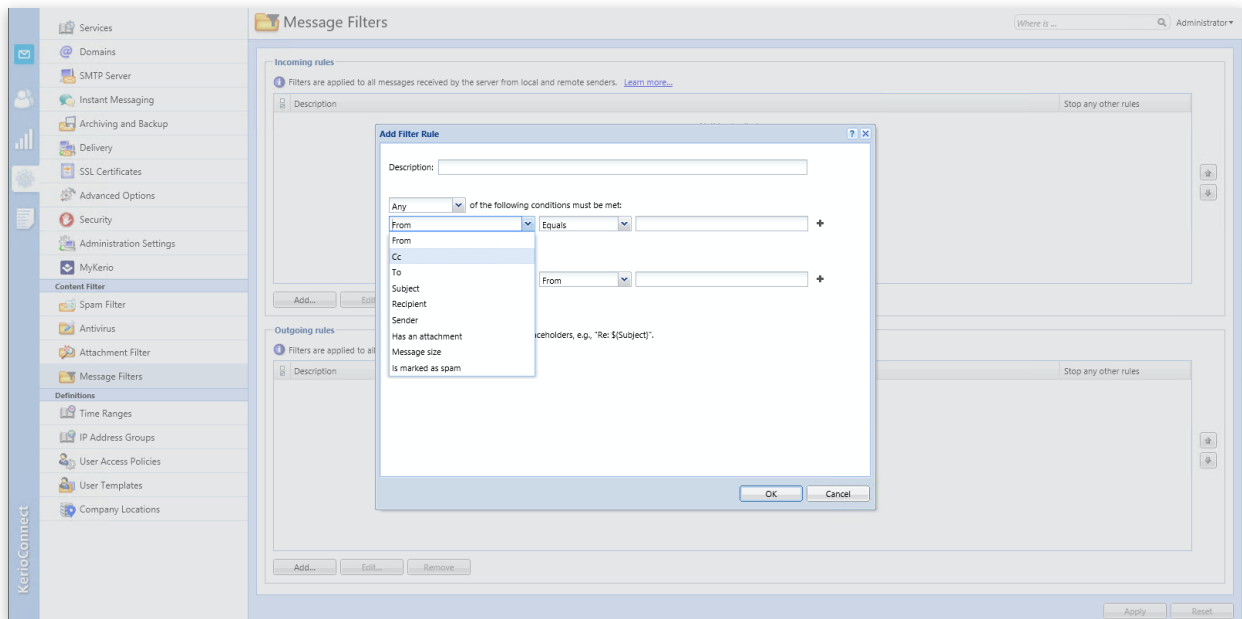 Services
Domains
SMTP Server
Instant Messaging
Archiving and Backup
Delivery
SSL Certificates
Advanced Options
Security
Administration Settings
MyKerio
Content Filter
Spam Filter
Antivirus
Attachment Filter
Message Filters
Definitions
Time Ranges
IP Address Groups
User Access Policies
User Templates
Company Locations
KerioConnect
Message Filters
Where is ...
Administrator
Incoming rules
Filters are applied to all messages received by the server from local and remote senders. Learn more...
Description
Stop any other rules
Add Filter Rule
Description:
Any
of the following conditions must be met:
From
Equals
From
Cc
To
Subject
Recipient
Sender
Has an attachment
Message size
Is marked as spam
From
e.g., "Re: ${Subject}".
OK
Cancel
Add...
Outgoing rules
Filters are applied to all
Description
Stop any other rules
Add...
Edit...
Remove
Apply
Reset